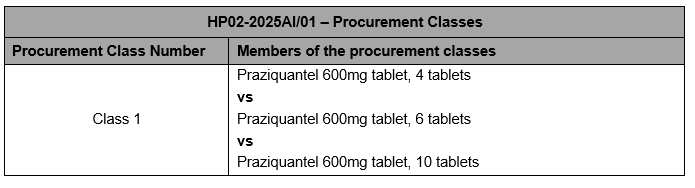 HP02-2025AI/01 – Procurement Classes
Procurement Class Number
Members of the procurement classes
Class 1
Praziquantel 600mg tablet, 4 tablets
vs
Praziquantel 600mg tablet, 6 tablets
vs
Praziquantel 600mg tablet, 10 tablets